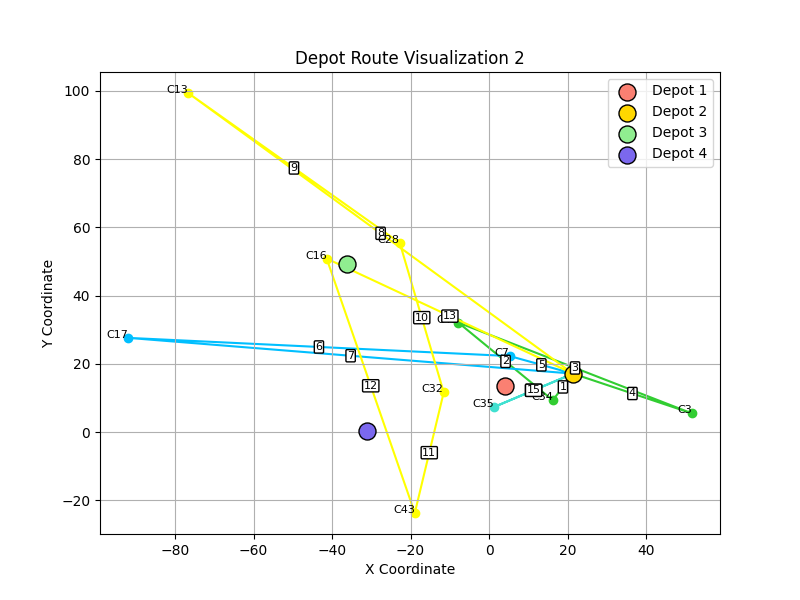 Depot Route Visualization 2
Depot 1
Depot 2
Depot 3
Depot 4
Y Coordinate
100
80
60
40
20
0
−20
C13
9
8
C28
C16
10
13
C17
6
7
C7
2
5
3
12
C32
15
1
4
C34
C35
C3
11
C43
−80
−60
−40
−20
0
20
40
X Coordinate